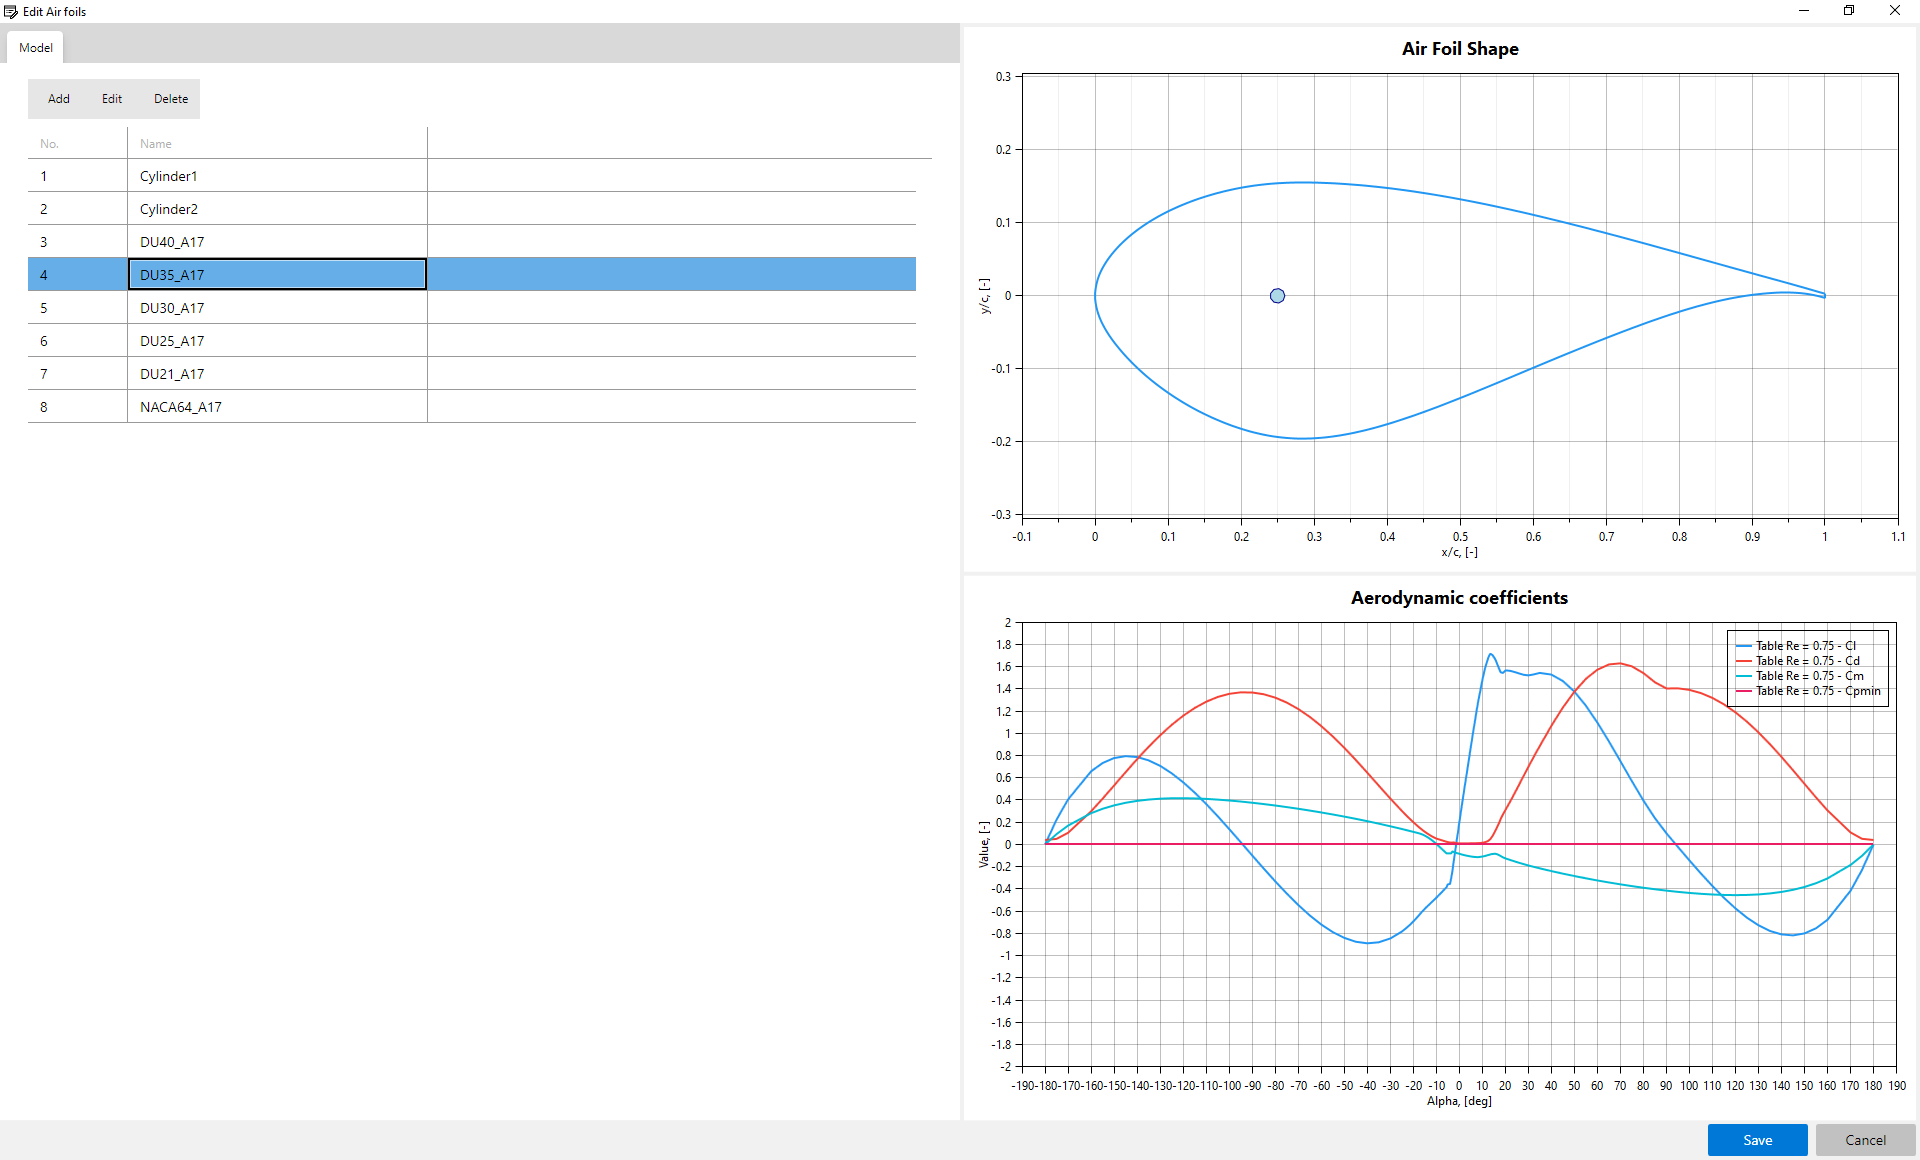 Edit Air foils
Model
Add Edit Delete
No. Name
1 Cylinder1
2 Cylinder2
3 DU40_A17
4 DU35_A17
5 DU30_A17
6 DU25_A17
7 DU21_A17
8 NACA64_A17
Air Foil Shape
0.3
0.2
0.1
0
-0.1
-0.2
-0.3
y/c, [-]
-0.1 0 0.1 0.2 0.3 0.4 0.5 0.6 0.7 0.8 0.9 1 1.1
x/c, [-]
Aerodynamic coefficients
2
1.8
1.6
1.4
1.2
1
0.8
0.6
0.4
0.2
0
-0.2
-0.4
-0.6
-0.8
-1
-1.2
-1.4
-1.6
-1.8
-2
Value, [-]
Table Re = 0.75 - Cl
Table Re = 0.75 - Cd
Table Re = 0.75 - Cm
Table Re = 0.75 - Cpmin
-190 -180 -170 -160 -150 -140 -130 -120 -110 -100 -90 -80 -70 -60 -50 -40 -30 -20 -10 0 10 20 30 40 50 60 70 80 90 100 110 120 130 140 150 160 170 180 190
Alpha, [deg]
Save Cancel